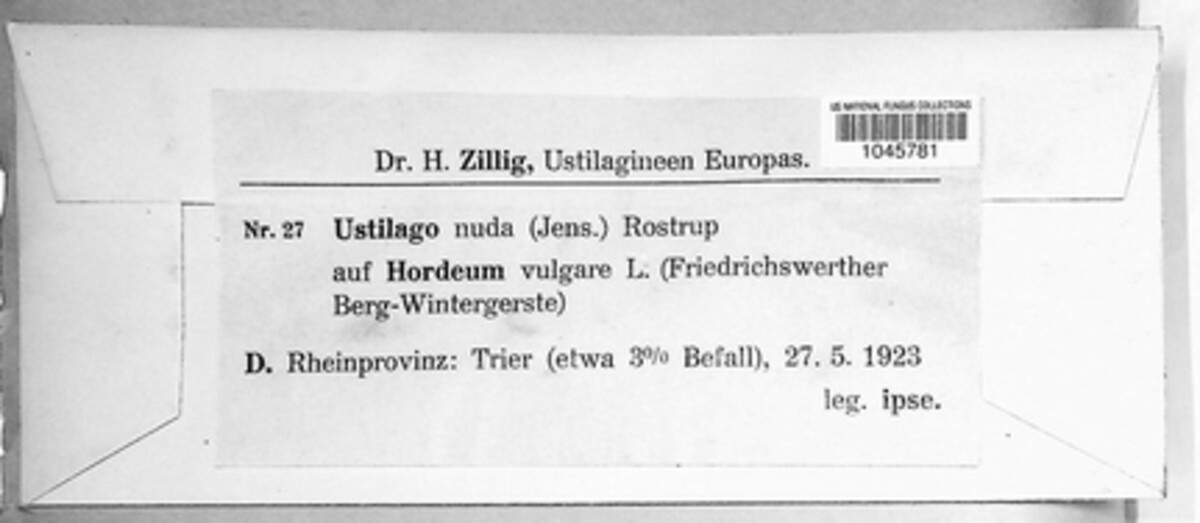 US NATIONAL FUNGUS COLLECTIONS
1045781
Dr. H. Zillig, Ustilagineen Europas.
Nr. 27 Ustilago nuda (Jens.) Rostrup
auf Hordeum vulgare L. (Friedrichswerther
Berg-Wintergerste)
D. Rheinprovinz: Trier (etwa 3% Befall), 27. 5. 1923
leg. ipse.